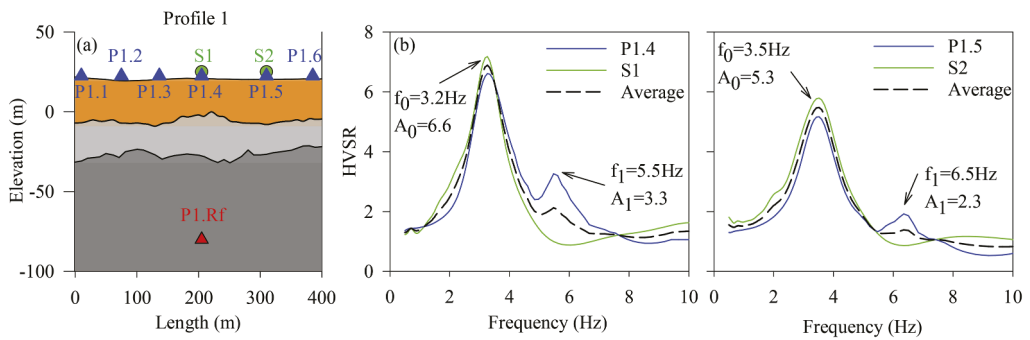 Profile 1
50
0
-50
-100
Elevation (m)
(a)
P1.2 S1 S2 P1.6
P1.1 P1.3 P1.4 P1.5
P1.Rf
0 100 200 300 400
Length (m)
8
6
4
2
0
HVSR
(b)
P1.4
S1
Average
f0=3.2Hz
A0=6.6
f1=5.5Hz
A1=3.3
0 2 4 6 8 10
Frequency (Hz)
f0=3.5Hz
A0=5.3
P1.5
S2
Average
f1=6.5Hz
A1=2.3
0 2 4 6 8 10
Frequency (Hz)